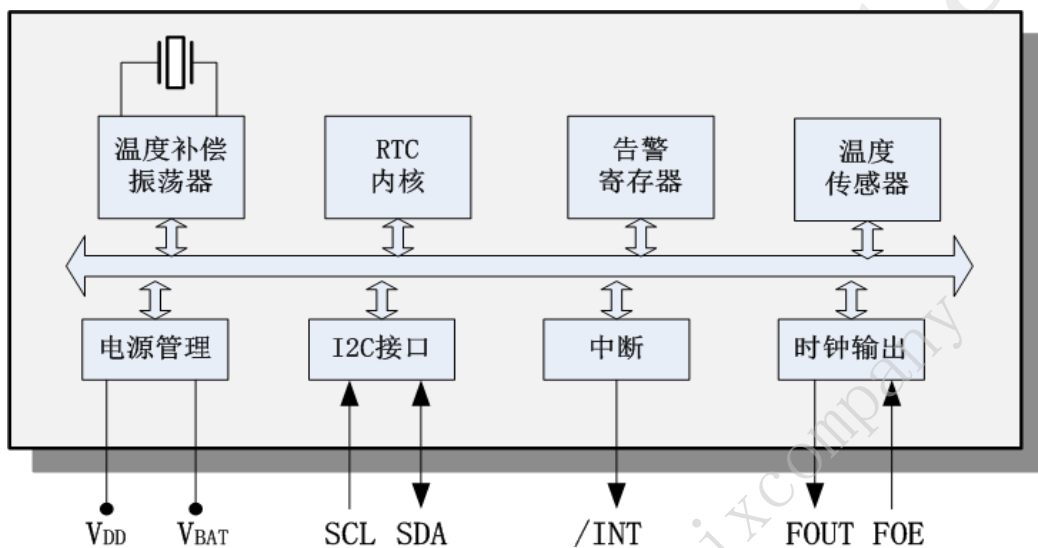 温度补偿
振荡器
RTC
内核
告警
寄存器
温度
传感器
电源管理
I2C接口
中断
时钟输出
VDD
VBAT
SCL
SDA
/INT
FOUT
FOE